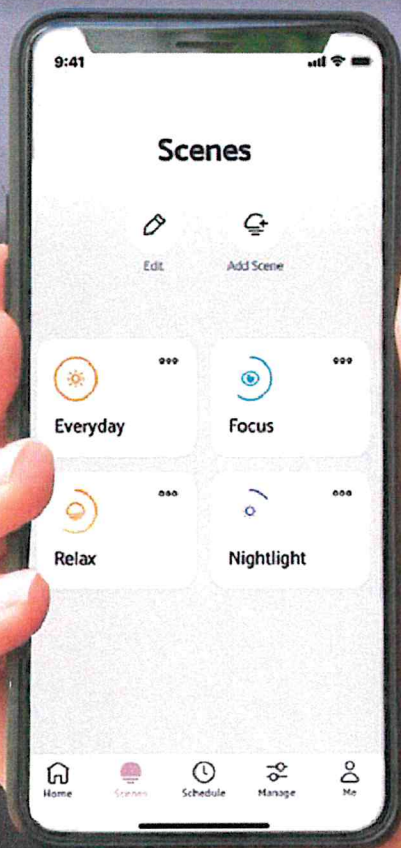 9:41
Scenes
Edit
Add Scene
Everyday
Focus
Relax
Nightlight
Home
Scenes
Schedule
Manage
Me